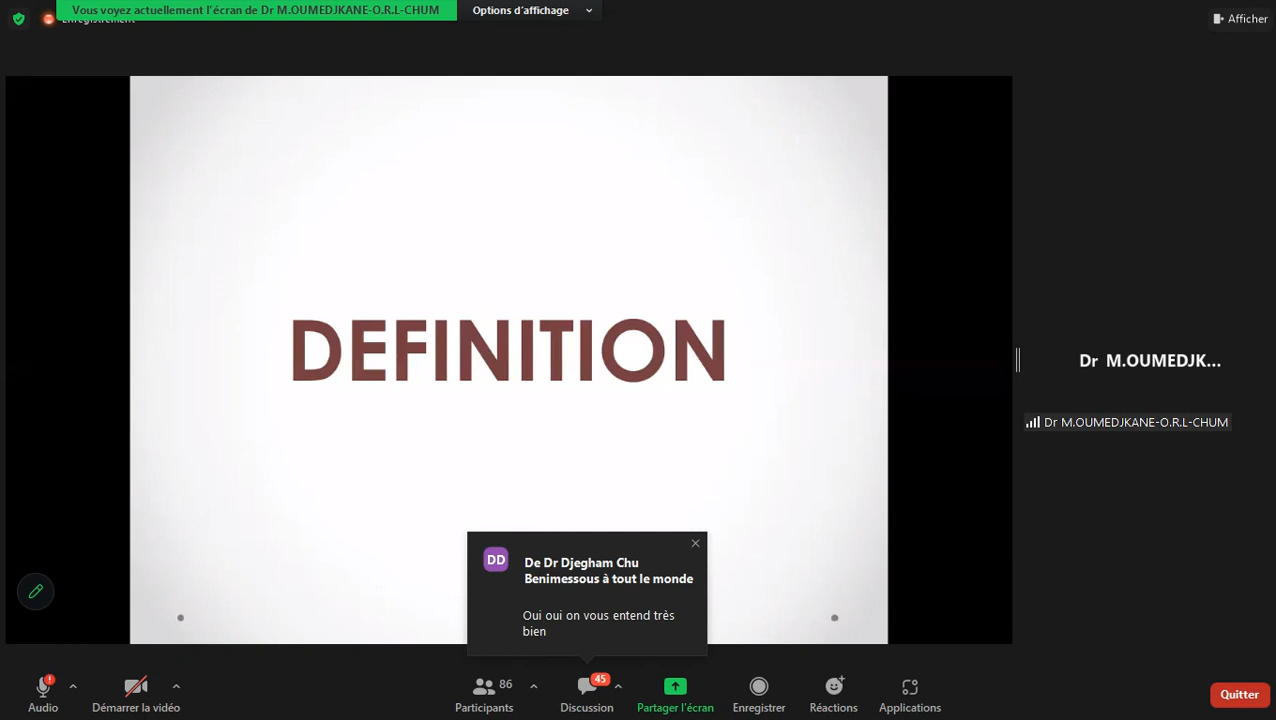 Vous voyez actuellement l'écran de Dr M.OUMEDJKANE-O.R.L-CHUM
Options d'affichage
Enregistrement
Afficher
DEFINITION
Dr M.OUMEDJK...
Dr M.OUMEDJKANE-O.R.L-CHUM
DD
De Dr Djegham Chu
Benimessous à tout le monde
Oui oui on vous entend très
bien
Audio
Démarrer la vidéo
86
Participants
45
Discussion
Partager l'écran
Enregistrer
Réactions
Applications
Quitter